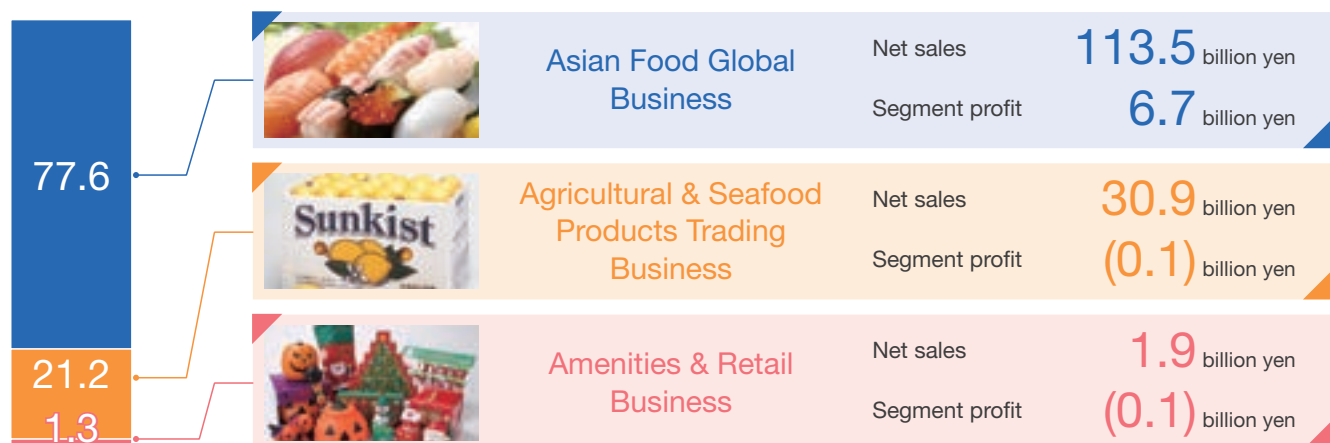 77.6
21.2
1.3
Asian Food Global
Business
Net sales
113.5 billion yen
Segment profit
6.7 billion yen
Sunkist
Agricultural & Seafood
Products Trading
Business
Net sales
30.9 billion yen
Segment profit
(0.1) billion yen
Amenities & Retail
Business
Net sales
1.9 billion yen
Segment profit
(0.1) billion yen